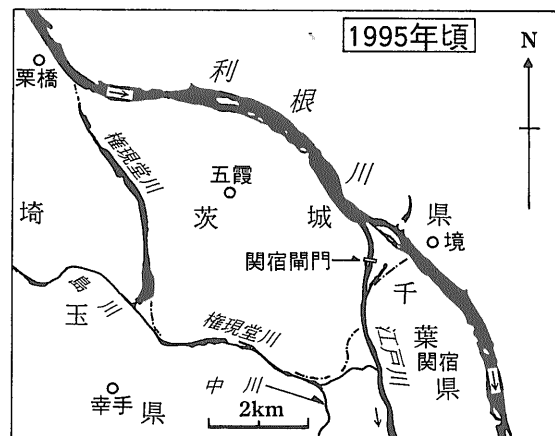 1995年頃
N
栗橋
利根川
権現堂川
五霞
埼玉県
茨城県
境
関宿閘門
島川
千葉県
権現堂川
江戸川
関宿
中川
幸手
2km